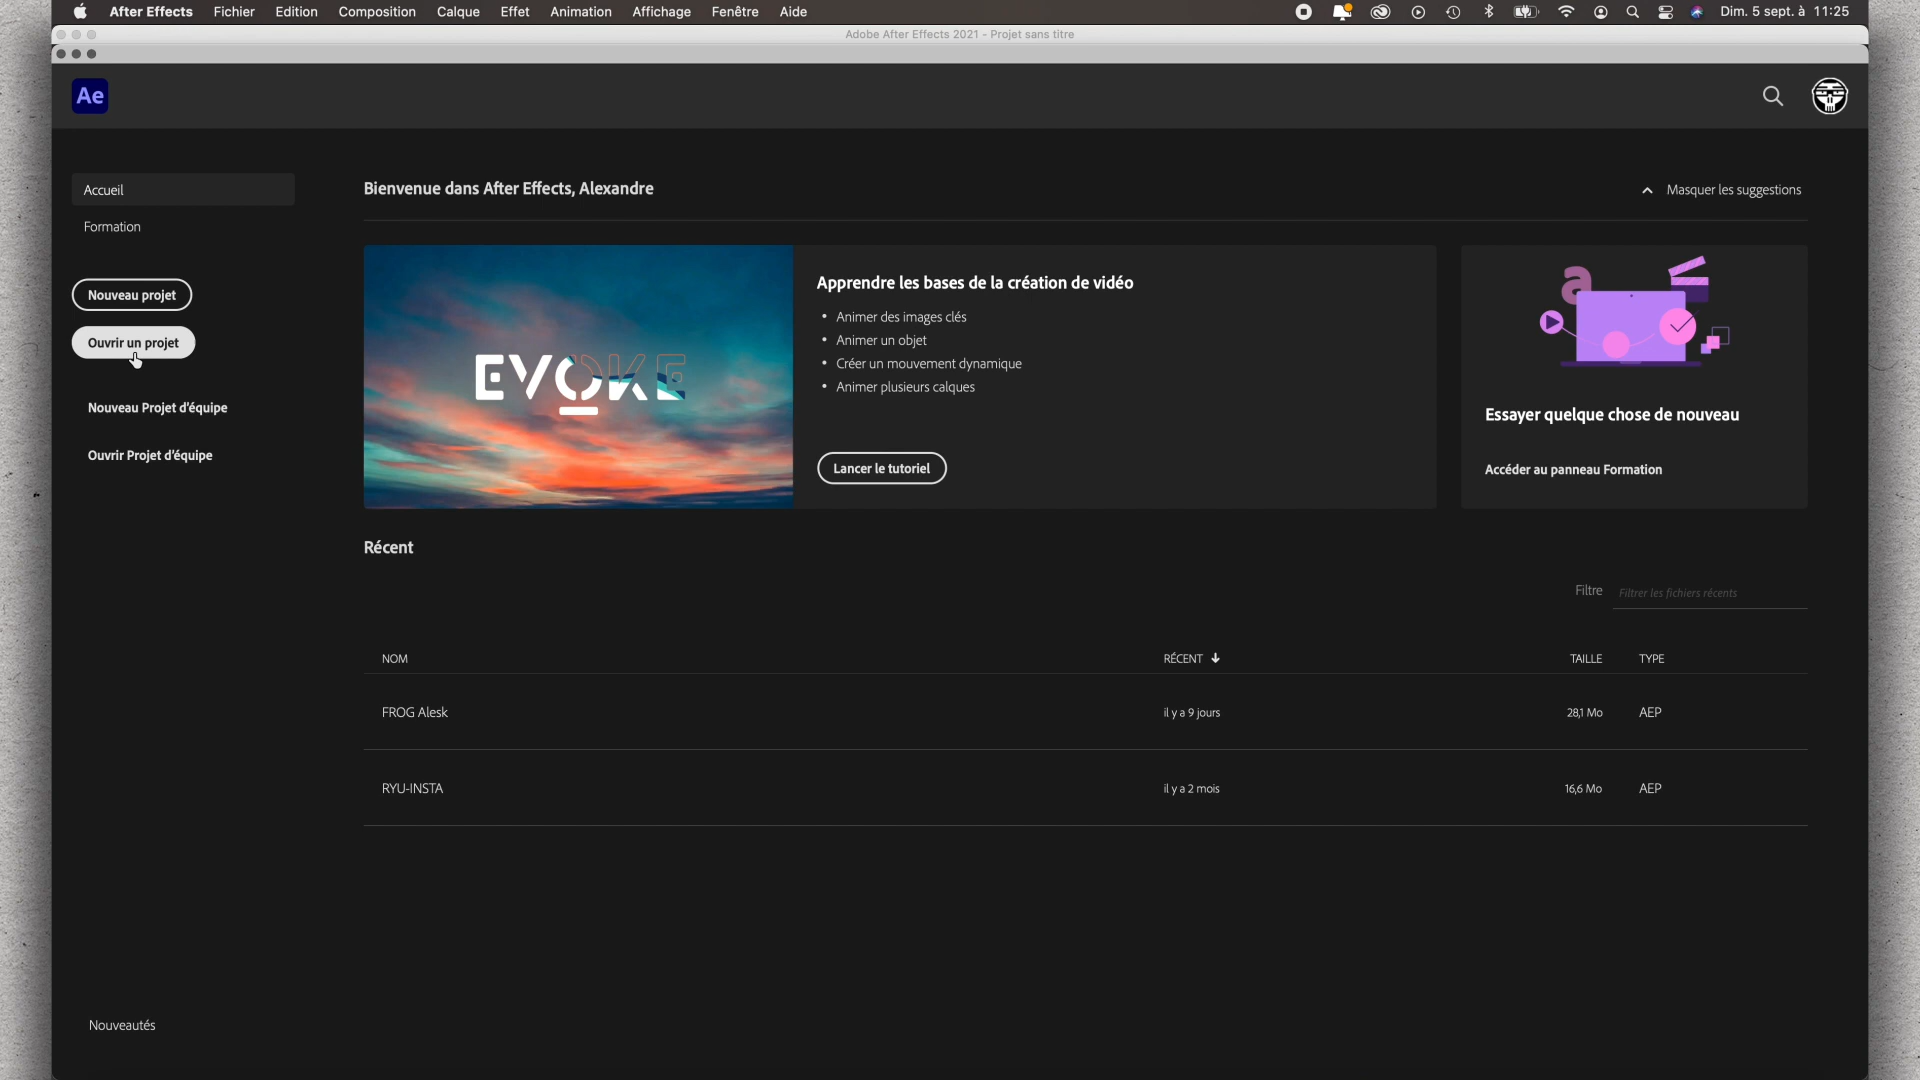 After Effects Fichier Edition Composition Calque Effet Animation Affichage Fenêtre Aide Dim. 5 sept. à 11:25
Adobe After Effects 2021 - Projet sans titre
Ae
Accueil
Formation
Nouveau projet
Ouvrir un projet
Nouveau Projet d'équipe
Ouvrir Projet d'équipe
Nouveautés
Bienvenue dans After Effects, Alexandre
Masquer les suggestions
EVOKE
Apprendre les bases de la création de vidéo
• Animer des images clés
• Animer un objet
• Créer un mouvement dynamique
• Animer plusieurs calques
Lancer le tutoriel
a
Essayer quelque chose de nouveau
Accéder au panneau Formation
Récent
Filtre Filtrer les fichiers récents
NOM RÉCENT TAILLE TYPE
FROG Alesk il y a 9 jours 28,1 Mo AEP
RYU-INSTA il y a 2 mois 16,6 Mo AEP